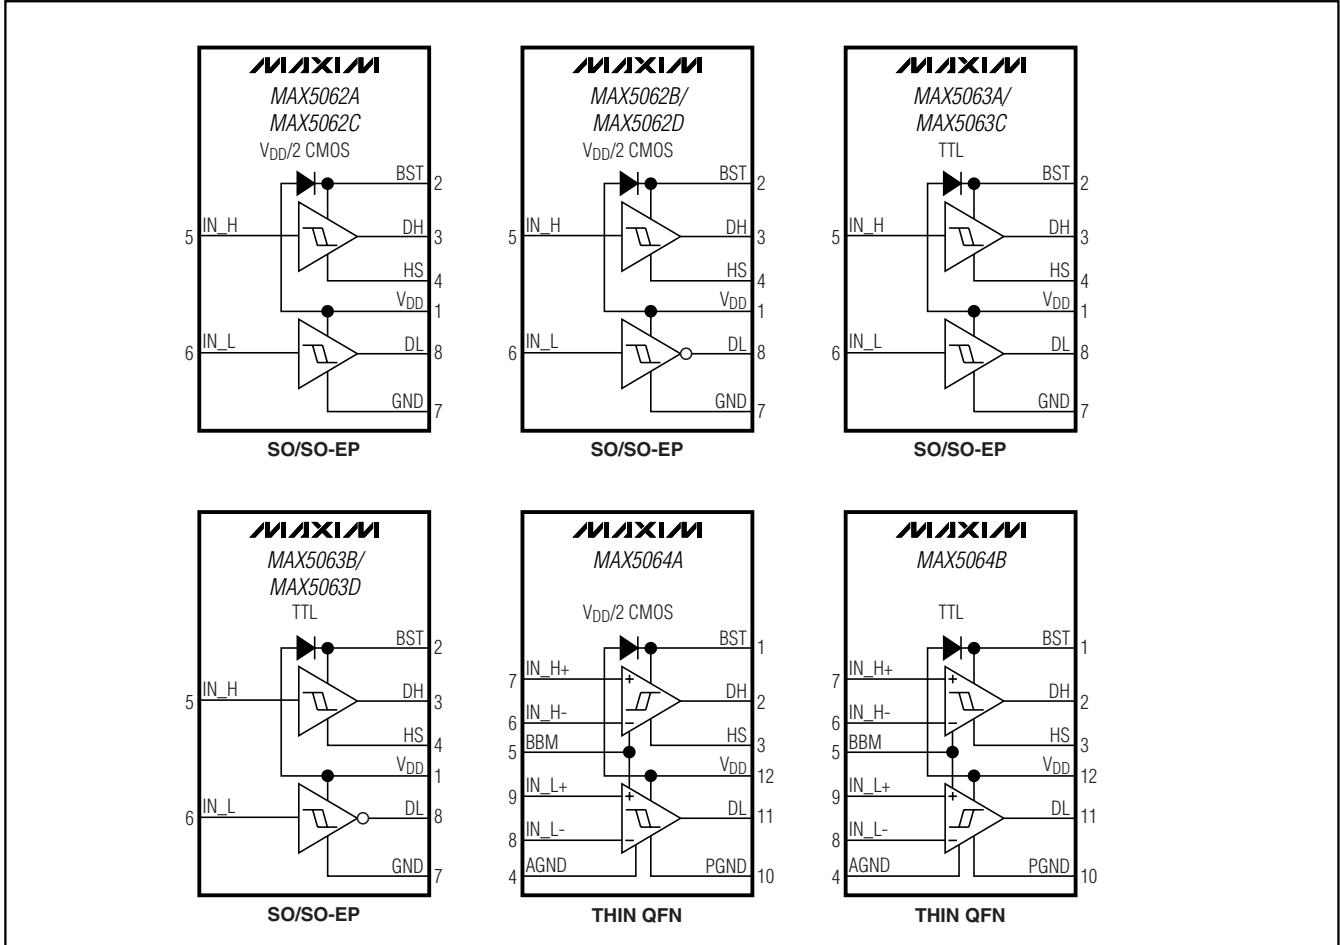 MAXIM
MAX5062A
MAX5062C
VDD/2 CMOS
BST 2
5 IN_H
DH 3
HS 4
VDD 1
6 IN_L
DL 8
GND 7
SO/SO-EP
MAXIM
MAX5062B/
MAX5062D
VDD/2 CMOS
BST 2
5 IN_H
DH 3
HS 4
VDD 1
6 IN_L
DL 8
GND 7
SO/SO-EP
MAXIM
MAX5063A/
MAX5063C
TTL
BST 2
5 IN_H
DH 3
HS 4
VDD 1
6 IN_L
DL 8
GND 7
SO/SO-EP
MAXIM
MAX5063B/
MAX5063D
TTL
BST 2
5 IN_H
DH 3
HS 4
VDD 1
6 IN_L
DL 8
GND 7
SO/SO-EP
MAXIM
MAX5064A
VDD/2 CMOS
BST 1
7 IN_H+
+
DH 2
6 IN_H-
−
HS 3
5 BBM
VDD 12
9 IN_L+
+
DL 11
8 IN_L-
−
4 AGND
PGND 10
THIN QFN
MAXIM
MAX5064B
TTL
BST 1
7 IN_H+
+
DH 2
6 IN_H-
−
HS 3
5 BBM
VDD 12
9 IN_L+
+
DL 11
8 IN_L-
−
4 AGND
PGND 10
THIN QFN